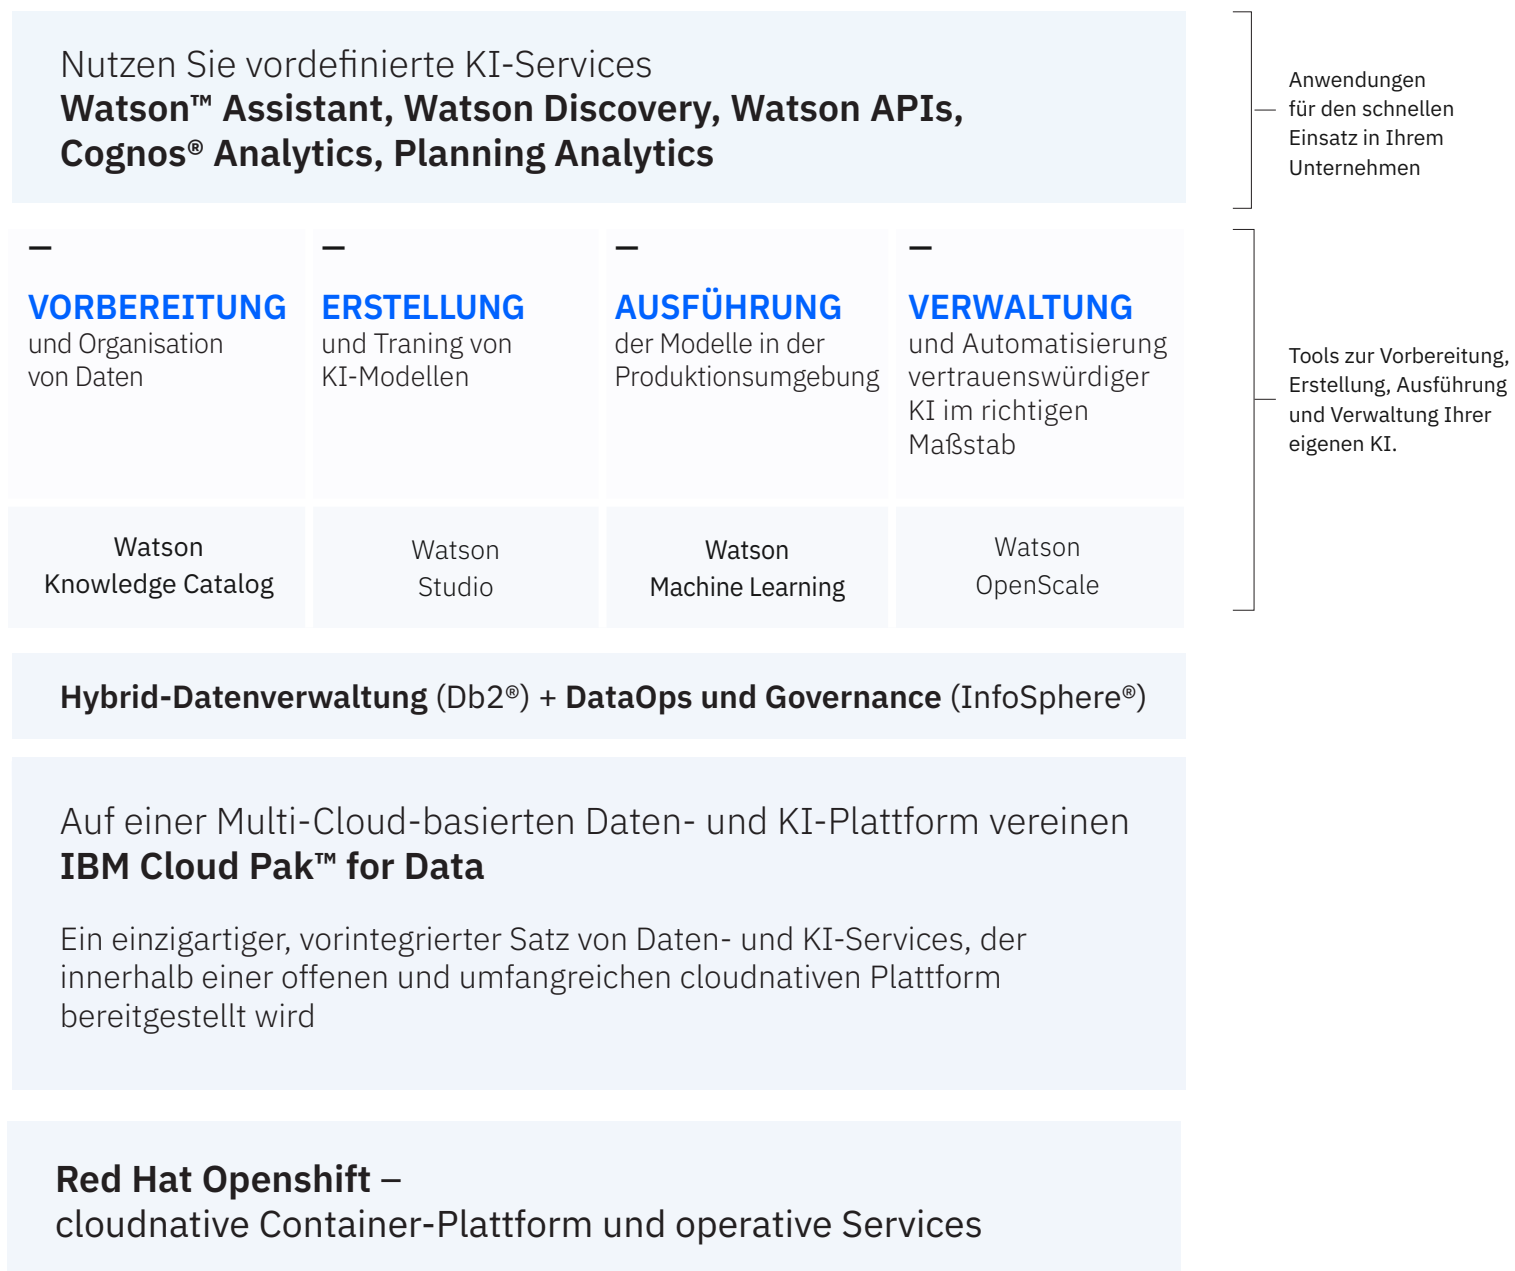 Nutzen Sie vordefinierte KI-Services
Watson™ Assistant, Watson Discovery, Watson APIs,
Cognos® Analytics, Planning Analytics
Anwendungen
für den schnellen
Einsatz in Ihrem
Unternehmen
–
VORBEREITUNG
und Organisation
von Daten
–
ERSTELLUNG
und Traning von
KI-Modellen
–
AUSFÜHRUNG
der Modelle in der
Produktionsumgebung
–
VERWALTUNG
und Automatisierung
vertrauenswürdiger
KI im richtigen
Maßstab
Tools zur Vorbereitung,
Erstellung, Ausführung
und Verwaltung Ihrer
eigenen KI.
Watson
Knowledge Catalog
Watson
Studio
Watson
Machine Learning
Watson
OpenScale
Hybrid-Datenverwaltung (Db2®) + DataOps und Governance (InfoSphere®)
Auf einer Multi-Cloud-basierten Daten- und KI-Plattform vereinen
IBM Cloud Pak™ for Data
Ein einzigartiger, vorintegrierter Satz von Daten- und KI-Services, der
innerhalb einer offenen und umfangreichen cloudnativen Plattform
bereitgestellt wird
Red Hat Openshift –
cloudnative Container-Plattform und operative Services